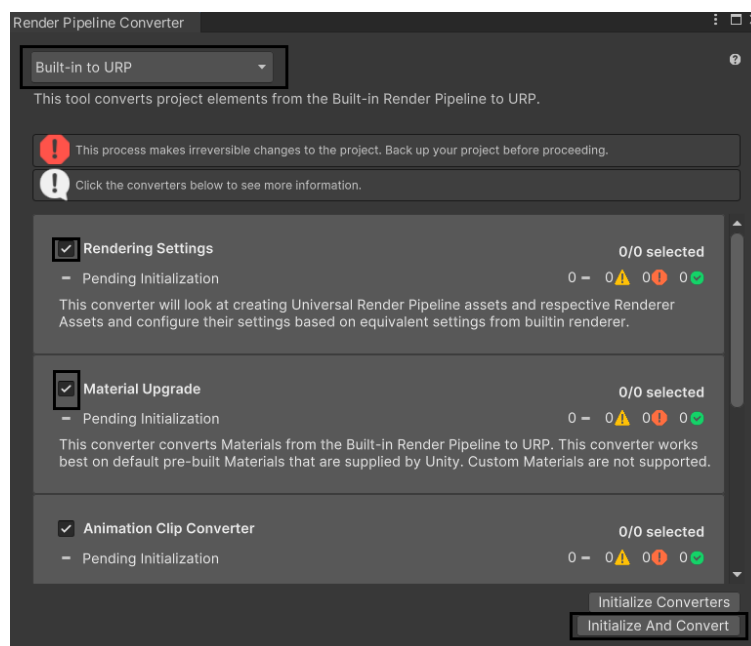 Render Pipeline Converter
Built-in to URP
This tool converts project elements from the Built-in Render Pipeline to URP.
This process makes irreversible changes to the project. Back up your project before proceeding.
Click the converters below to see more information.
Rendering Settings 0/0 selected
Pending Initialization 0 0 0 0
This converter will look at creating Universal Render Pipeline assets and respective Renderer
Assets and configure their settings based on equivalent settings from builtin renderer.
Material Upgrade 0/0 selected
Pending Initialization 0 0 0 0
This converter converts Materials from the Built-in Render Pipeline to URP. This converter works
best on default pre-built Materials that are supplied by Unity. Custom Materials are not supported.
Animation Clip Converter 0/0 selected
Pending Initialization 0 0 0 0
Initialize Converters
Initialize And Convert